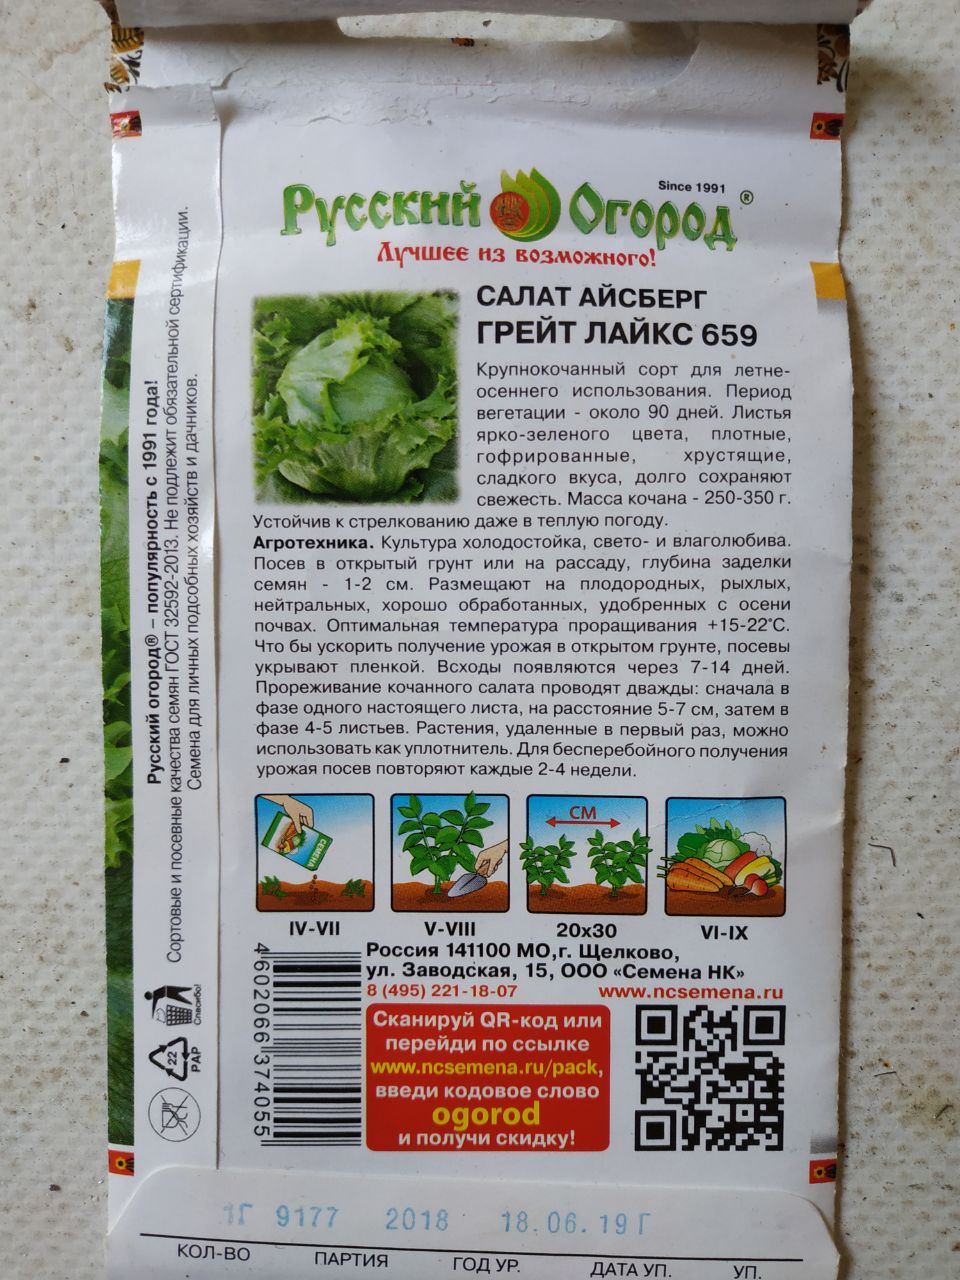 Русский Огород®
Since 1991
Лучшее из возможного!
САЛАТ АЙСБЕРГ
ГРЕЙТ ЛАЙКС 659
Крупнокочанный сорт для летне-
осеннего использования. Период
вегетации - около 90 дней. Листья
ярко-зеленого цвета, плотные,
гофрированные, хрустящие,
сладкого вкуса, долго сохраняют
свежесть. Масса кочана - 250-350 г.
Устойчив к стрелкованию даже в теплую погоду.
Агротехника. Культура холодостойка, свето- и влаголюбива.
Посев в открытый грунт или на рассаду, глубина заделки
семян - 1-2 см. Размещают на плодородных, рыхлых,
нейтральных, хорошо обработанных, удобренных с осени
почвах. Оптимальная температура проращивания +15-22°С.
Что бы ускорить получение урожая в открытом грунте, посевы
укрывают пленкой. Всходы появляются через 7-14 дней.
Прореживание кочанного салата проводят дважды: сначала в
фазе одного настоящего листа, на расстояние 5-7 см, затем в
фазе 4-5 листьев. Растения, удаленные в первый раз, можно
использовать как уплотнитель. Для бесперебойного получения
урожая посев повторяют каждые 2-4 недели.
СЕМЕНА
СМ
IV-VII
V-VIII
20х30
VI-IX
Россия 141100 МО,г. Щелково,
ул. Заводская, 15, ООО «Семена НК»
8 (495) 221-18-07 www.ncsemena.ru
Сканируй QR-код или
перейди по ссылке
www.ncsemena.ru/pack,
введи кодовое слово
ogorod
и получи скидку!
4 602066 374055
Русский огород® – популярность с 1991 года!
Сортовые и посевные качества семян ГОСТ 32592-2013. Не подлежит обязательной сертификации.
Семена для личных подсобных хозяйств и дачников.
Спасибо!
22
PAP
1Г 9177 2018 18.06.19Г
КОЛ-ВО ПАРТИЯ ГОД УР. ДАТА УП. УП.